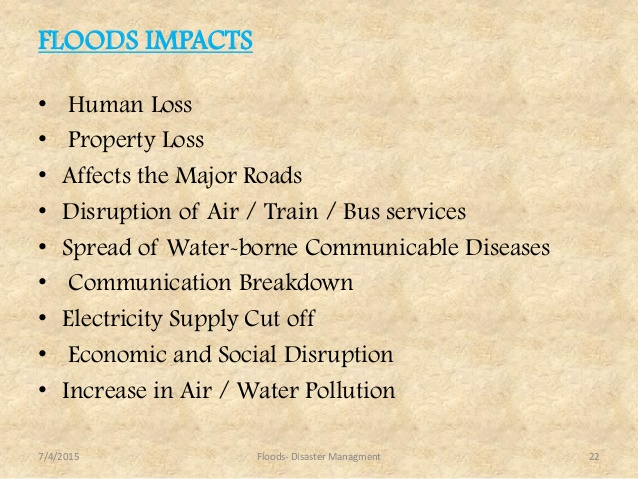 FLOODS IMPACTS
• Human Loss
• Property Loss
• Affects the Major Roads
• Disruption of Air / Train / Bus services
• Spread of Water-borne Communicable Diseases
• Communication Breakdown
• Electricity Supply Cut off
• Economic and Social Disruption
• Increase in Air / Water Pollution
7/4/2015 Floods- Disaster Managment 22